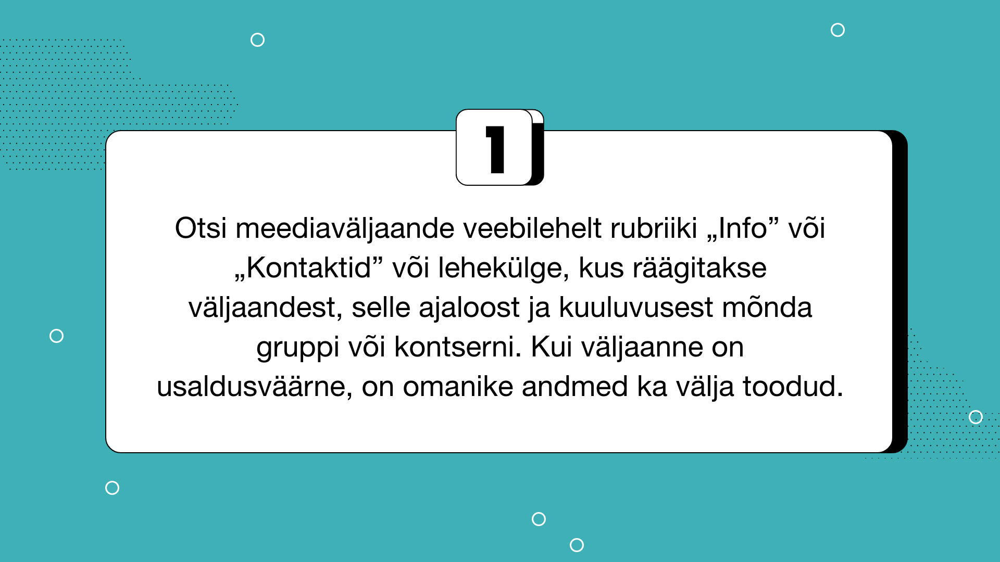 1
Otsi meediaväljaande veebilehelt rubriiki „Info” või
„Kontaktid” või lehekülge, kus räägitakse
väljaandest, selle ajaloost ja kuuluvusest mõnda
gruppi või kontserni. Kui väljaanne on
usaldusväärne, on omanike andmed ka välja toodud.